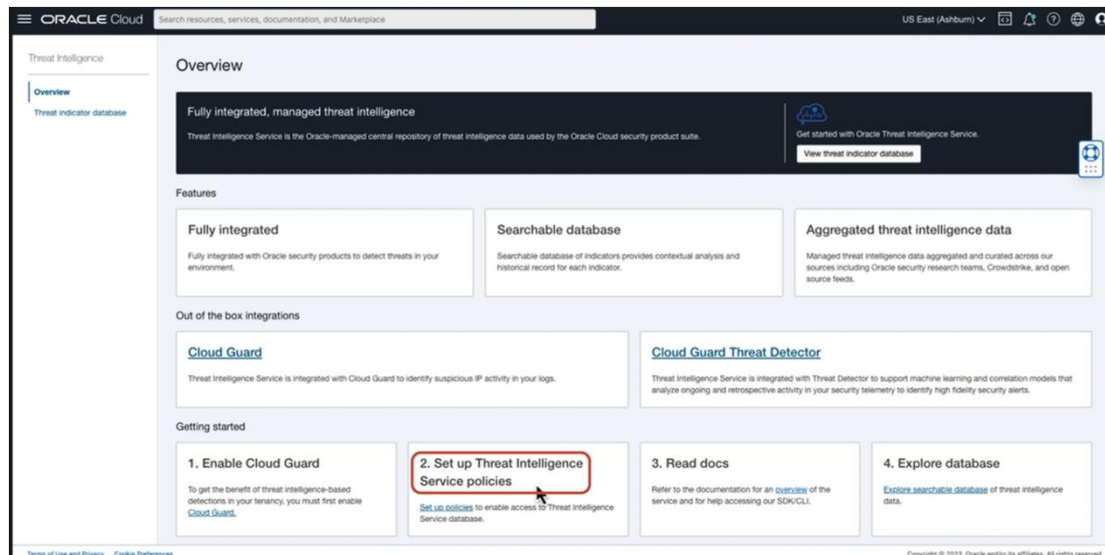 ORACLE Cloud
Search resources, services, documentation, and Marketplace
US East (Ashburn)
Threat Intelligence
Overview
Threat indicator database
Overview
Fully integrated, managed threat intelligence
Threat Intelligence Service is the Oracle-managed central repository of threat intelligence data used by the Oracle Cloud security product suite.
Get started with Oracle Threat Intelligence Service.
View threat indicator database
Features
Fully integrated
Fully integrated with Oracle security products to detect threats in your
environment.
Searchable database
Searchable database of indicators provides contextual analysis and
historical record for each indicator.
Aggregated threat intelligence data
Managed threat intelligence data aggregated and curated across our
sources including Oracle security research teams, Crowdstrike, and open
source feeds.
Out of the box integrations
Cloud Guard
Threat Intelligence Service is integrated with Cloud Guard to identify suspicious IP activity in your logs.
Cloud Guard Threat Detector
Threat Intelligence Service is integrated with Threat Detector to support machine learning and correlation models that
analyze ongoing and retrospective activity in your security telemetry to identify high fidelity security alerts.
Getting started
1. Enable Cloud Guard
To get the benefit of threat intelligence-based
detections in your tenancy, you must first enable
Cloud Guard.
2. Set up Threat Intelligence
Service policies
Set up policies to enable access to Threat Intelligence
Service database.
3. Read docs
Refer to the documentation for an overview of the
service and for help accessing our SDK/CLI.
4. Explore database
Explore searchable database of threat intelligence
data.
Terms of Use and Privacy Cookie Preferences
Copyright © 2023, Oracle and/or its affiliates. All rights reserved.